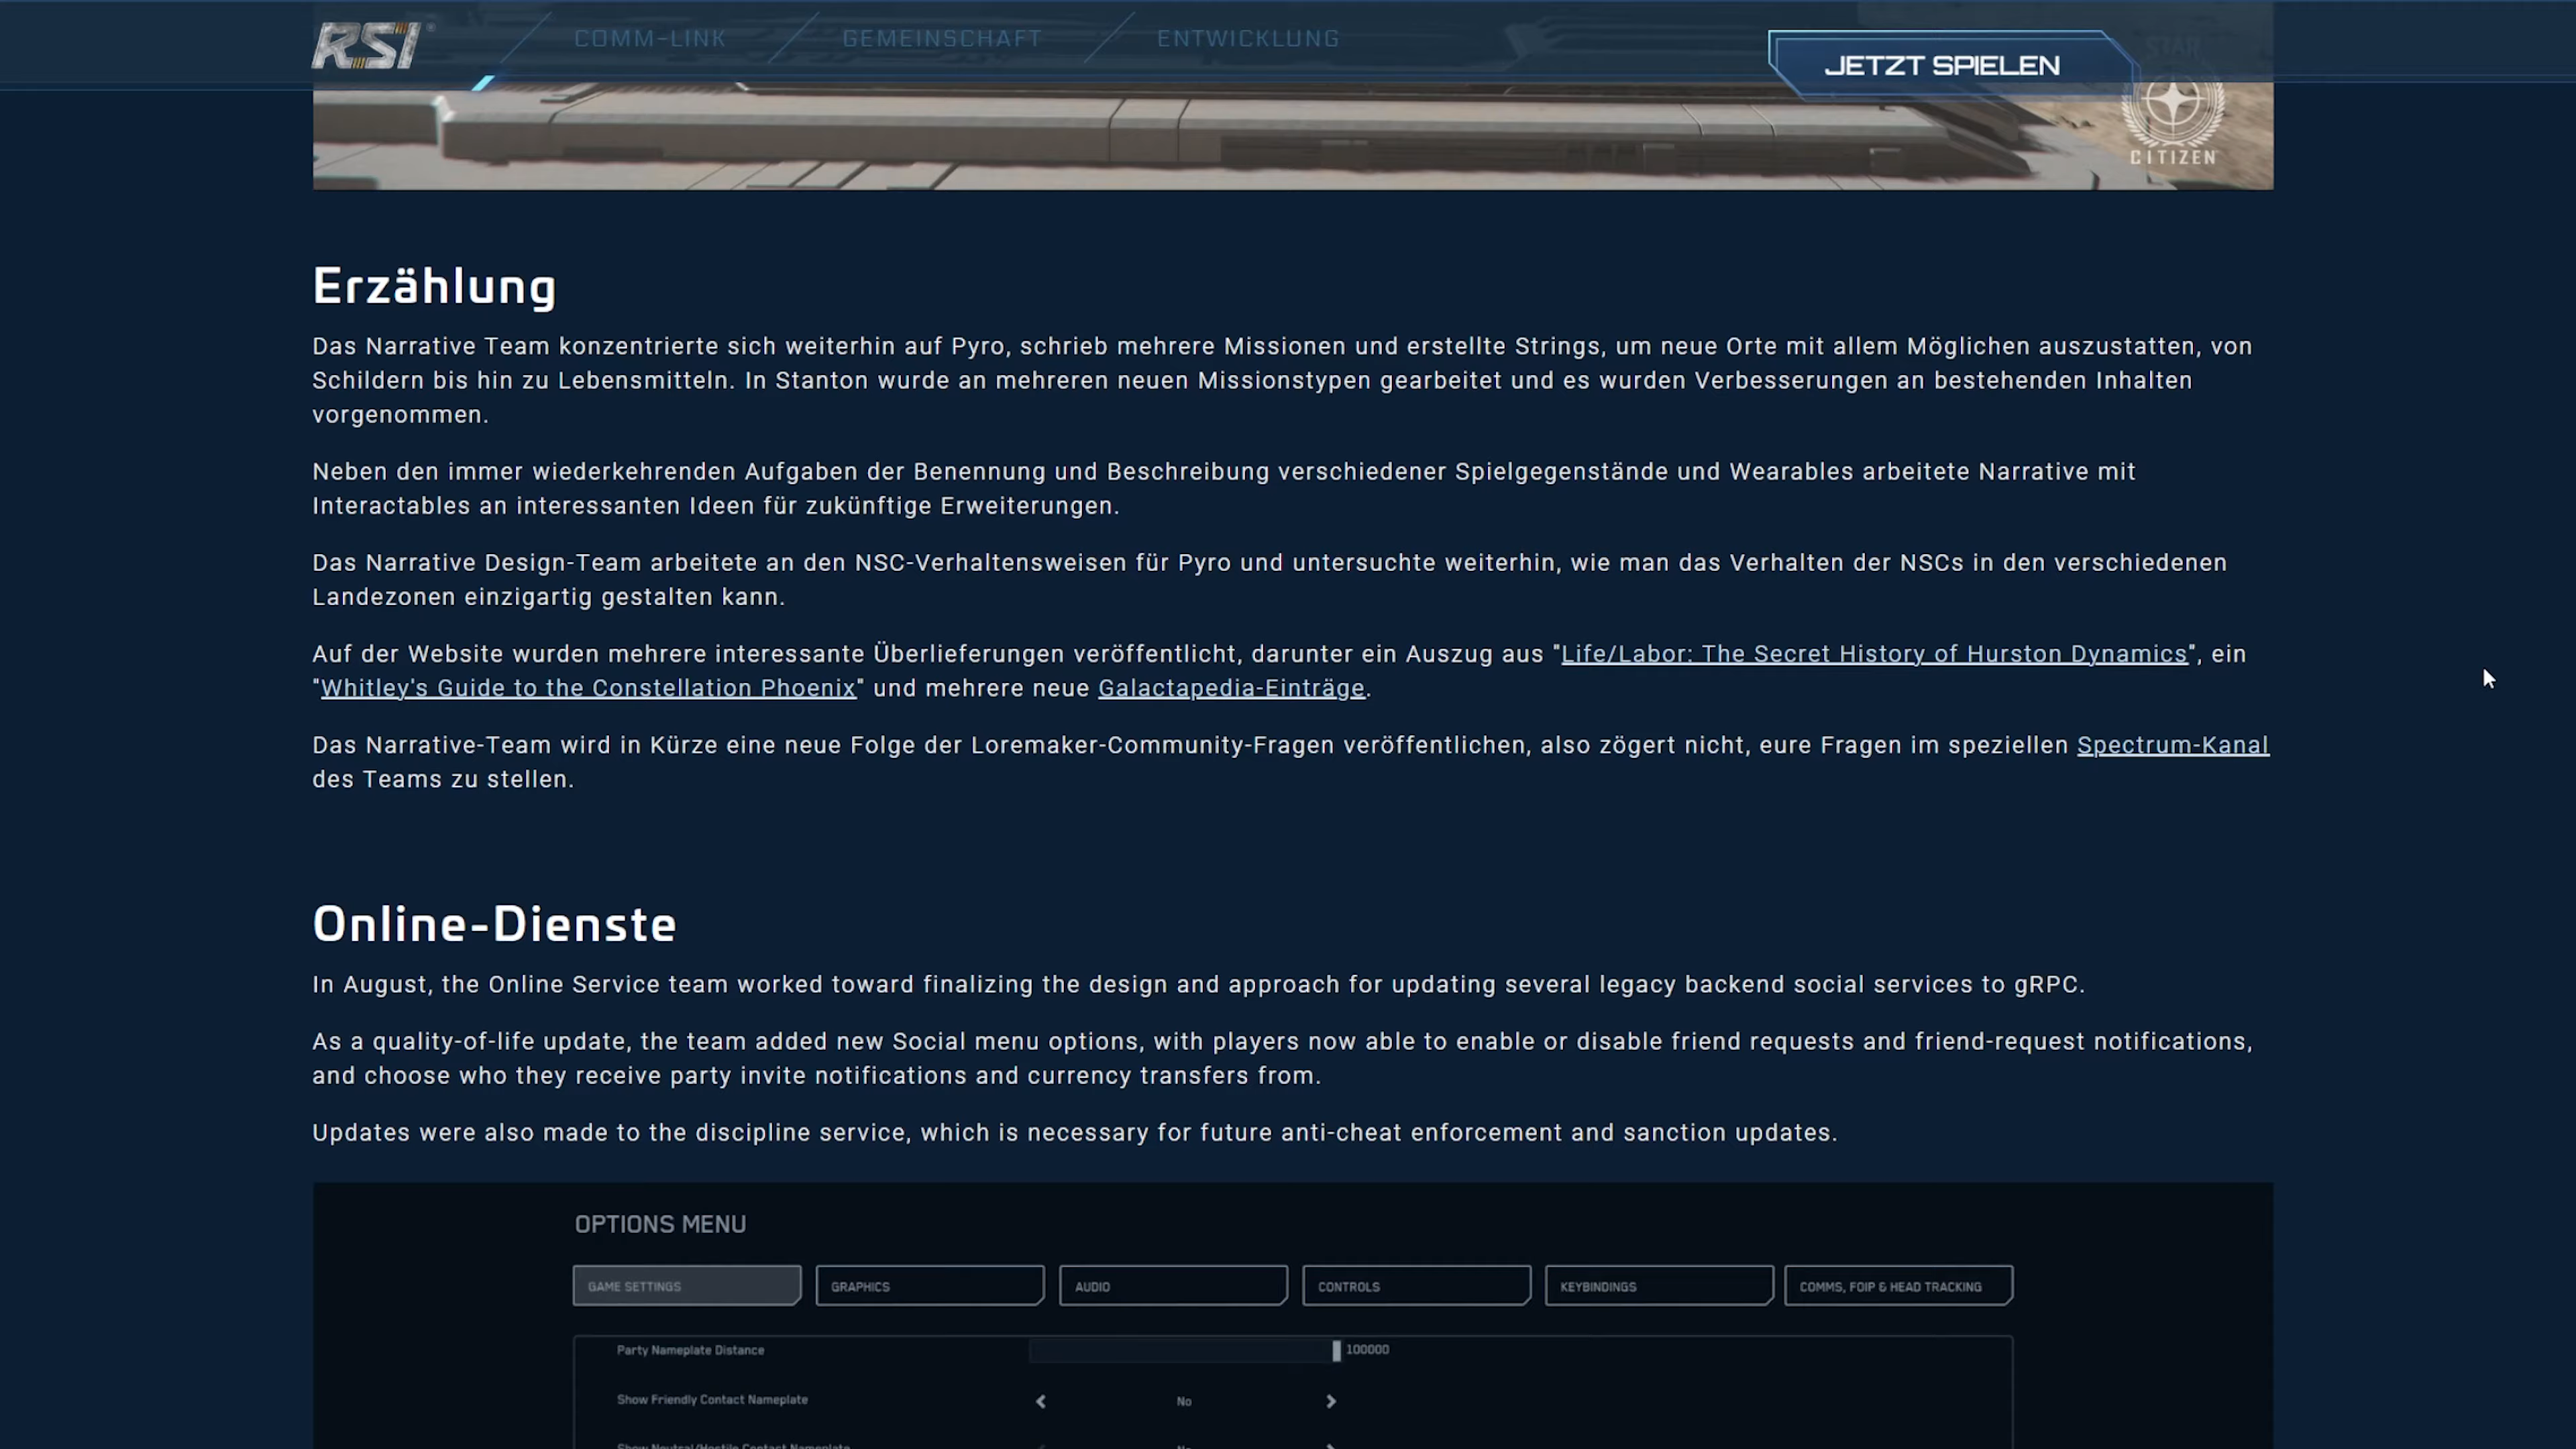 RSI
COMM-LINK
GEMEINSCHAFT
ENTWICKLUNG
JETZT SPIELEN
STAR
CITIZEN
Erzählung
Das Narrative Team konzentrierte sich weiterhin auf Pyro, schrieb mehrere Missionen und erstellte Strings, um neue Orte mit allem Möglichen auszustatten, von
Schildern bis hin zu Lebensmitteln. In Stanton wurde an mehreren neuen Missionstypen gearbeitet und es wurden Verbesserungen an bestehenden Inhalten
vorgenommen.
Neben den immer wiederkehrenden Aufgaben der Benennung und Beschreibung verschiedener Spielgegenstände und Wearables arbeitete Narrative mit
Interactables an interessanten Ideen für zukünftige Erweiterungen.
Das Narrative Design-Team arbeitete an den NSC-Verhaltensweisen für Pyro und untersuchte weiterhin, wie man das Verhalten der NSCs in den verschiedenen
Landezonen einzigartig gestalten kann.
Auf der Website wurden mehrere interessante Überlieferungen veröffentlicht, darunter ein Auszug aus "Life/Labor: The Secret History of Hurston Dynamics", ein
"Whitley's Guide to the Constellation Phoenix" und mehrere neue Galactapedia-Einträge.
Das Narrative-Team wird in Kürze eine neue Folge der Loremaker-Community-Fragen veröffentlichen, also zögert nicht, eure Fragen im speziellen Spectrum-Kanal
des Teams zu stellen.
Online-Dienste
In August, the Online Service team worked toward finalizing the design and approach for updating several legacy backend social services to gRPC.
As a quality-of-life update, the team added new Social menu options, with players now able to enable or disable friend requests and friend-request notifications,
and choose who they receive party invite notifications and currency transfers from.
Updates were also made to the discipline service, which is necessary for future anti-cheat enforcement and sanction updates.
OPTIONS MENU
GAME SETTINGS
GRAPHICS
AUDIO
CONTROLS
KEYBINDINGS
COMMS, FOIP & HEAD TRACKING
Party Nameplate Distance
100000
Show Friendly Contact Nameplate
No
Show Neutral/Hostile Contact Nameplate
No